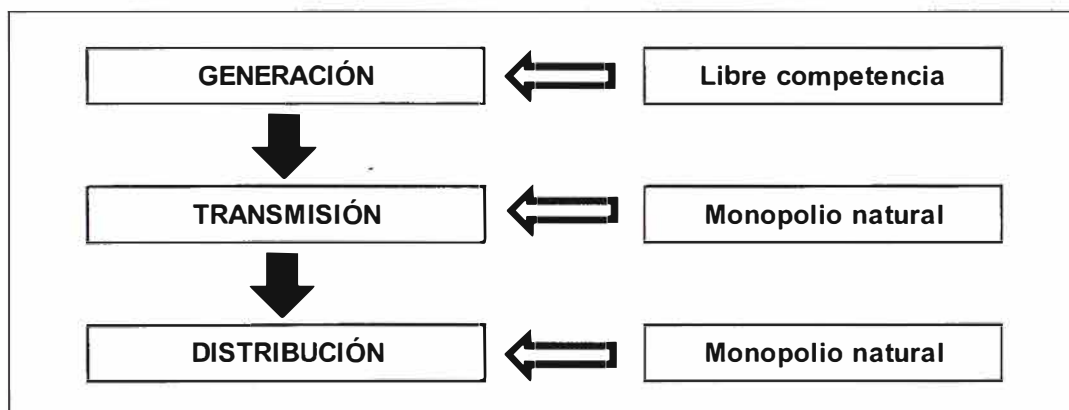 GENERACIÓN
Libre competencia
TRANSMISIÓN
Monopolio natural
DISTRIBUCIÓN
Monopolio natural